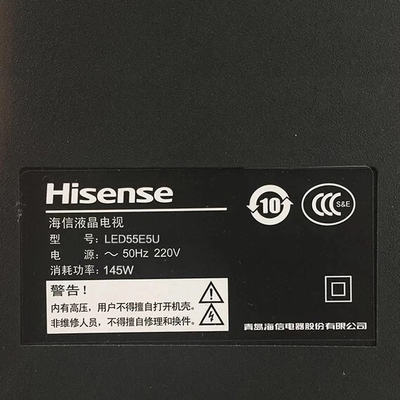 Hisense
海信液晶电视
型 号: LED55E5U
电 源: ～ 50Hz 220V
消耗功率: 145W
10
CCC S&E
警告!
内有高压，用户不得擅自打开机壳。
非维修人员，不得擅自修理和换件。
青岛海信电器股份有限公司